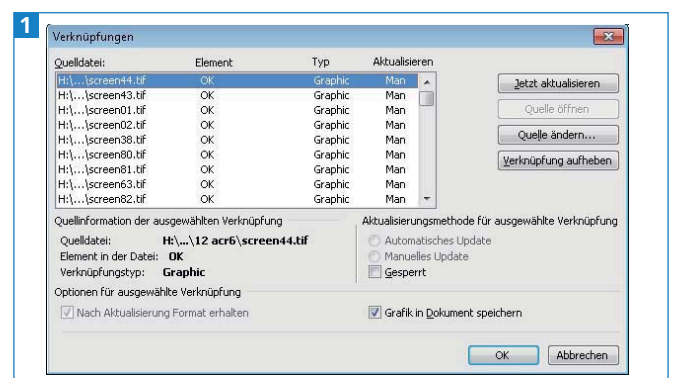 1
Verknüpfungen
Quelldatei: Element Typ Aktualisieren
H:\...\screen44.tif OK Graphic Man
H:\...\screen43.tif OK Graphic Man
H:\...\screen01.tif OK Graphic Man
H:\...\screen02.tif OK Graphic Man
H:\...\screen38.tif OK Graphic Man
H:\...\screen80.tif OK Graphic Man
H:\...\screen81.tif OK Graphic Man
H:\...\screen63.tif OK Graphic Man
H:\...\screen82.tif OK Graphic Man
Jetzt aktualisieren
Quelle öffnen
Quelle ändern...
Verknüpfung aufheben
Quellinformation der ausgewählten Verknüpfung
Quelldatei: H:\...\12 acr6\screen44.tif
Element in der Datei: OK
Verknüpfungstyp: Graphic
Aktualisierungsmethode für ausgewählte Verknüpfung
Automatisches Update
Manuelles Update
Gesperrt
Optionen für ausgewählte Verknüpfung
Nach Aktualisierung Format erhalten
Grafik in Dokument speichern
OK Abbrechen